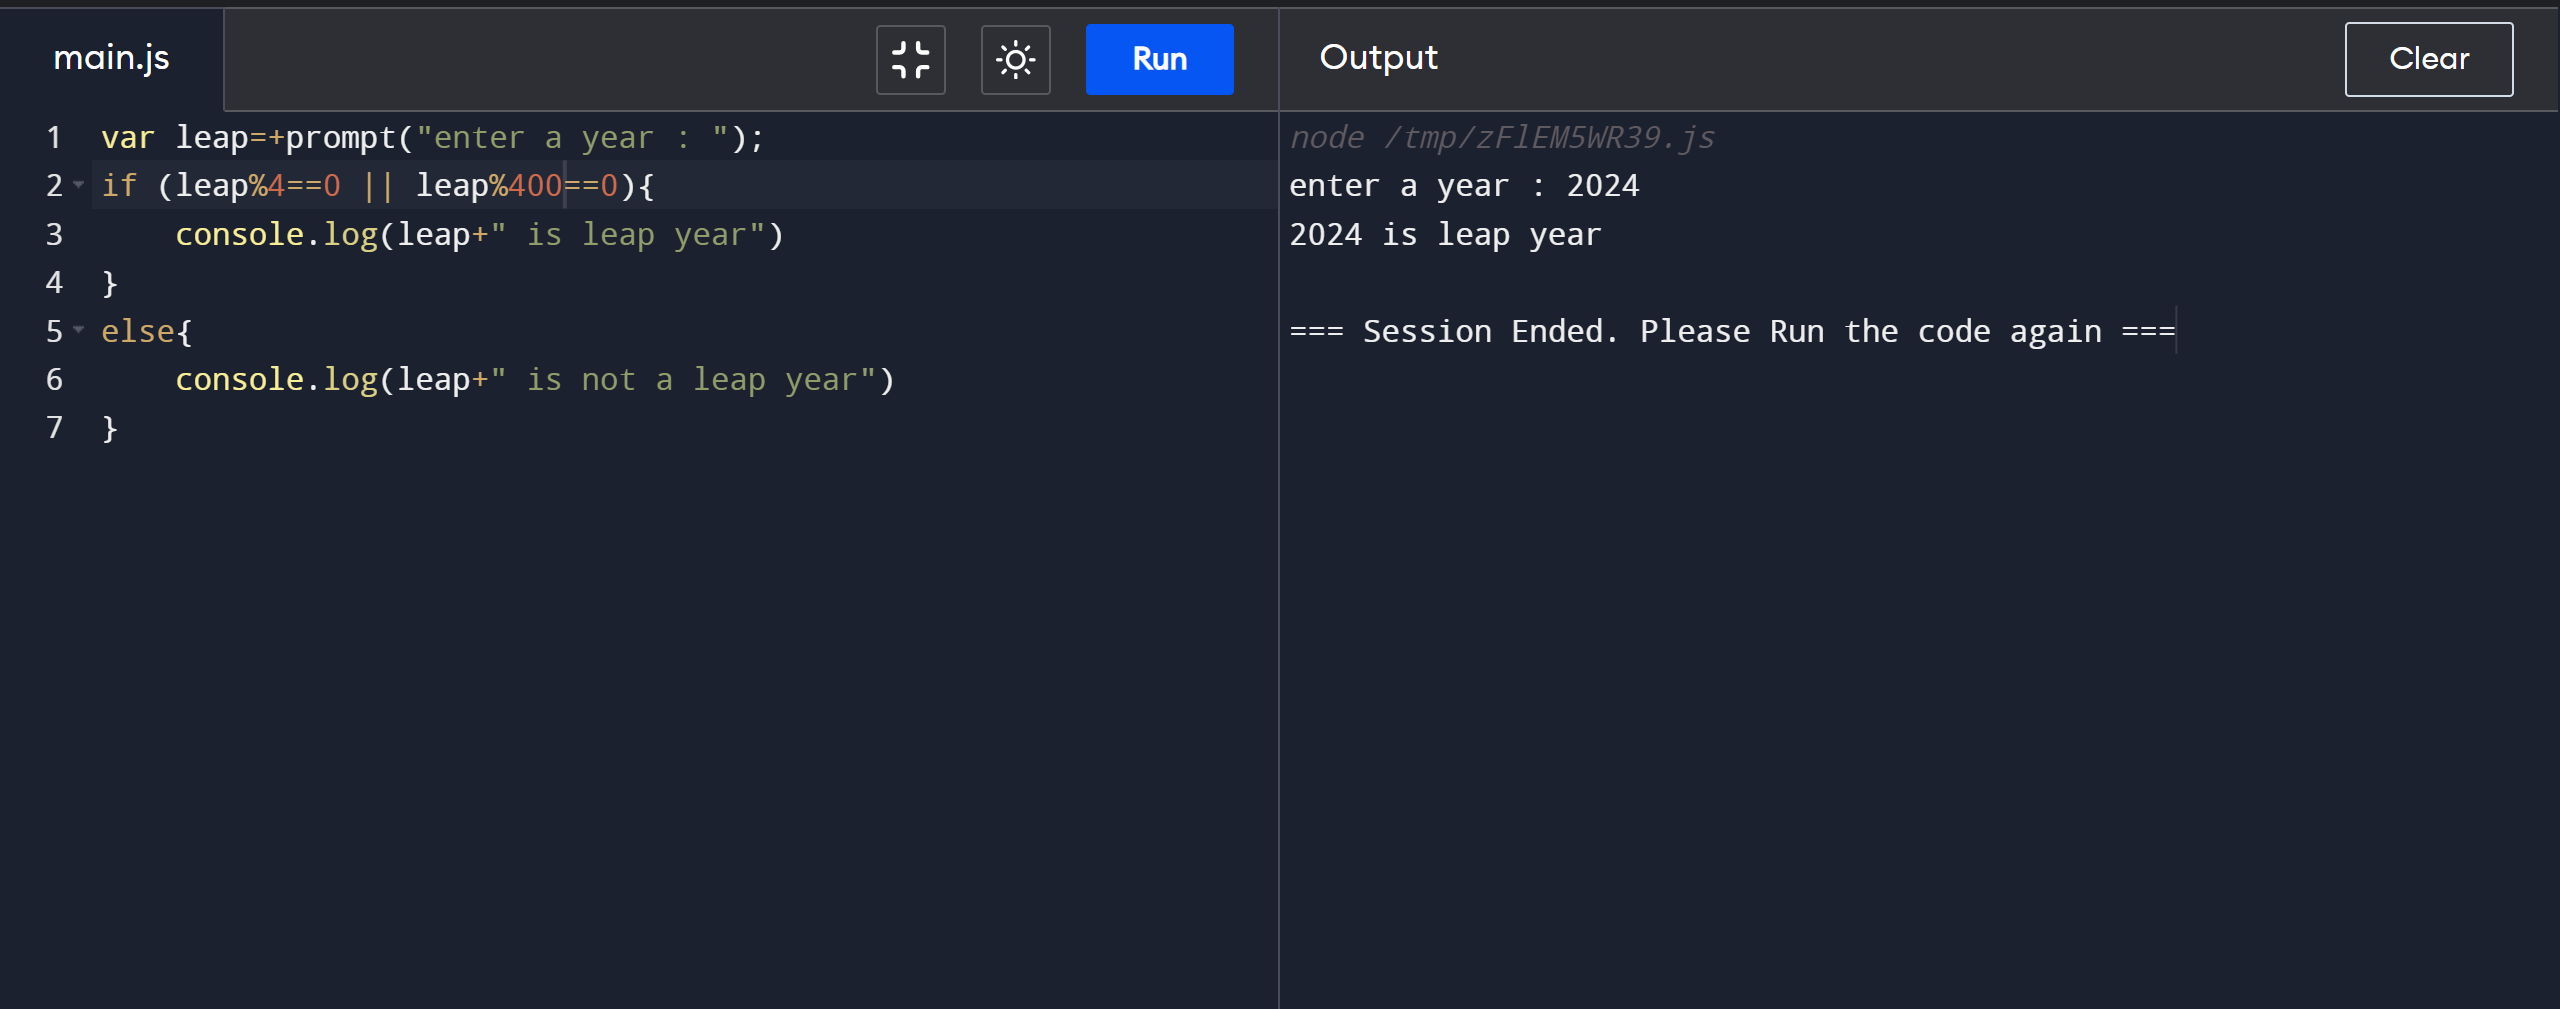 main.js
Run
Output
Clear
1 var leap=+prompt("enter a year : ");
2 if (leap%4==0 || leap%400==0){
3     console.log(leap+" is leap year")
4 }
5 else{
6     console.log(leap+" is not a leap year")
7 }
node /tmp/zFlEM5WR39.js
enter a year : 2024
2024 is leap year
=== Session Ended. Please Run the code again ===